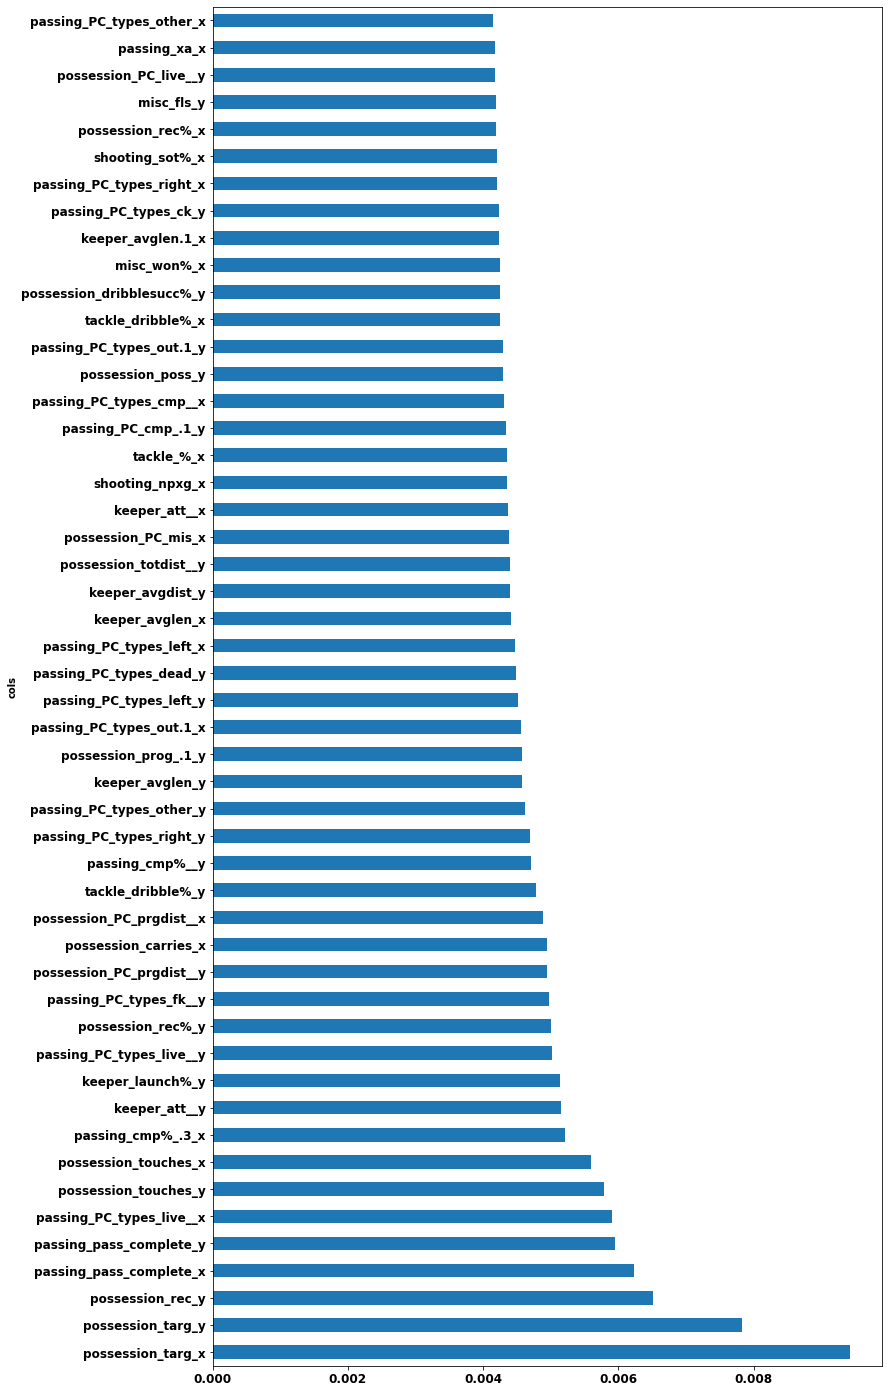 passing_PC_types_other_x
passing_xa_x
possession_PC_live__y
misc_fls_y
possession_rec%_x
shooting_sot%_x
passing_PC_types_right_x
passing_PC_types_ck_y
keeper_avglen.1_x
misc_won%_x
possession_dribblesucc%_y
tackle_dribble%_x
passing_PC_types_out.1_y
possession_poss_y
passing_PC_types_cmp__x
passing_PC_cmp_.1_y
tackle_%_x
shooting_npxg_x
keeper_att__x
possession_PC_mis_x
possession_totdist__y
keeper_avgdist_y
keeper_avglen_x
passing_PC_types_left_x
passing_PC_types_dead_y
cols
passing_PC_types_left_y
passing_PC_types_out.1_x
possession_prog_.1_y
keeper_avglen_y
passing_PC_types_other_y
passing_PC_types_right_y
passing_cmp%__y
tackle_dribble%_y
possession_PC_prgdist__x
possession_carries_x
possession_PC_prgdist__y
passing_PC_types_fk__y
possession_rec%_y
passing_PC_types_live__y
keeper_launch%_y
keeper_att__y
passing_cmp%_.3_x
possession_touches_x
possession_touches_y
passing_PC_types_live__x
passing_pass_complete_y
passing_pass_complete_x
possession_rec_y
possession_targ_y
possession_targ_x
0.000 0.002 0.004 0.006 0.008